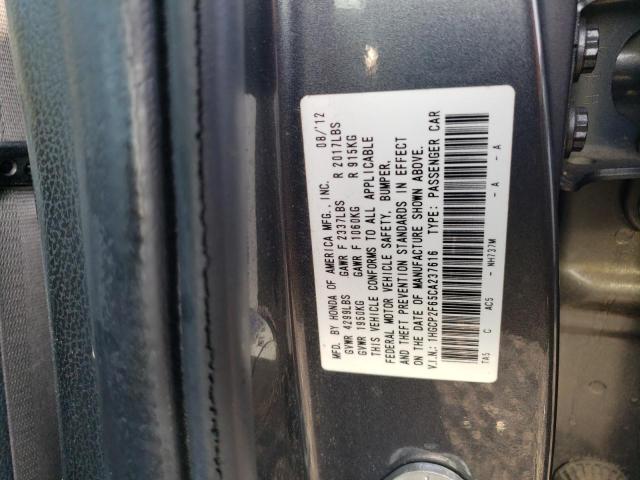 MFD. BY HONDA OF AMERICA MFG., INC. 08/'12
GVWR 4299LBS GAWR F 2337LBS R 2017LBS
GVWR 1950KG GAWR F 1060KG R 915KG
THIS VEHICLE CONFORMS TO ALL APPLICABLE
FEDERAL MOTOR VEHICLE SAFETY, BUMPER,
AND THEFT PREVENTION STANDARDS IN EFFECT
ON THE DATE OF MANUFACTURE SHOWN ABOVE.
V.I.N.: 1HGCP2F65CA237616 TYPE: PASSENGER CAR
TA5 C AC5 - NH737M - A - A